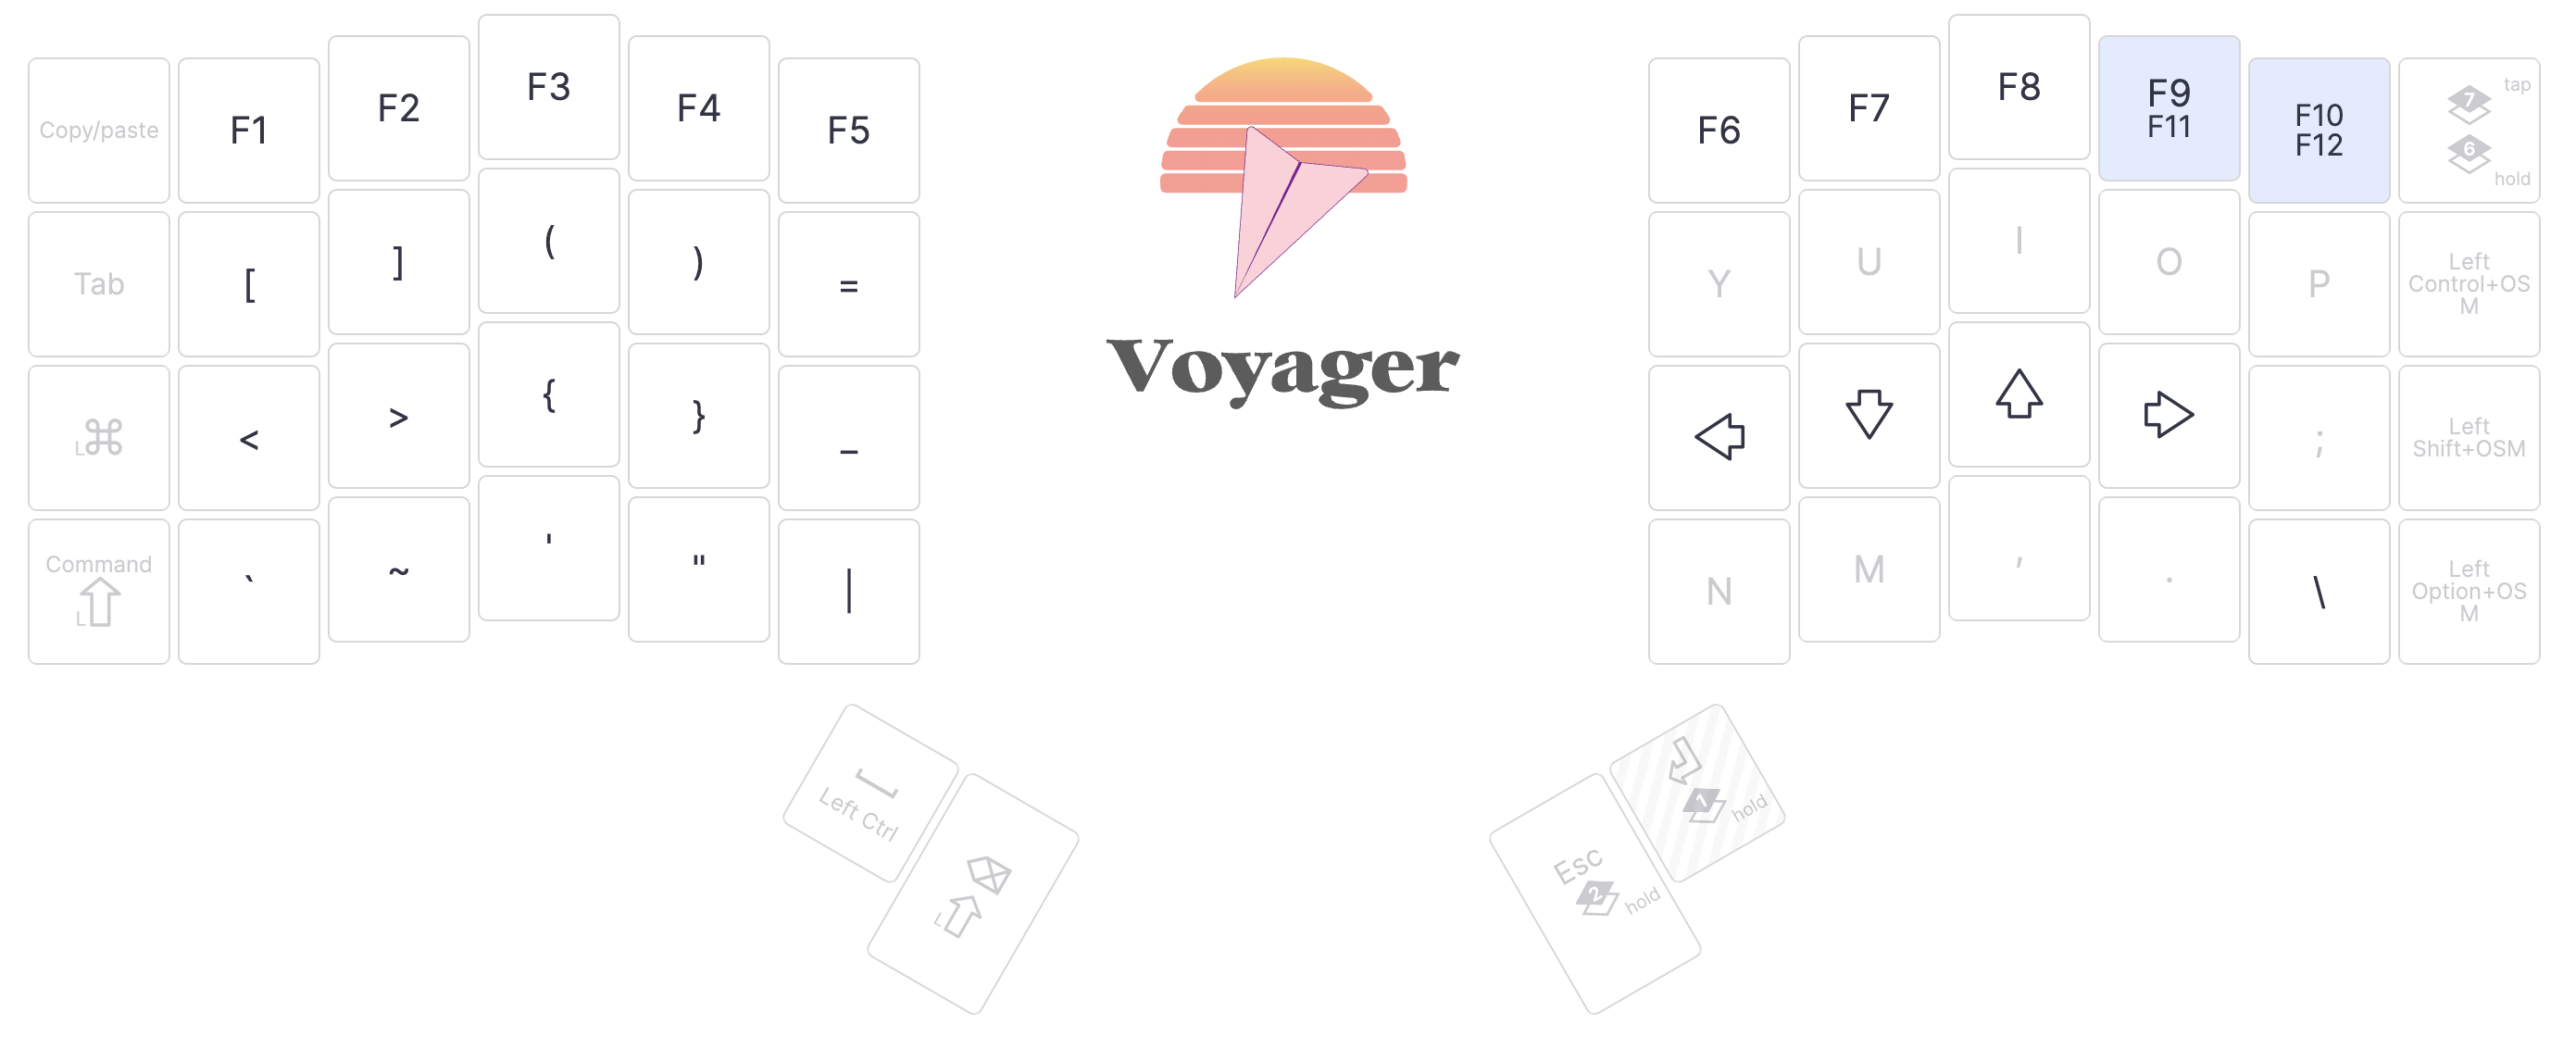 Copy/paste
F1
F2
F3
F4
F5
F6
F7
F8
F9
F11
F10
F12
7
tap
6
hold
Tab
[
]
(
)
=
Y
U
I
O
P
Left
Control+OS
M
L⌘
<
>
{
}
_
;
Left
Shift+OSM
Command
L
`
~
'
"
|
N
M
,
.
\
Left
Option+OS
M
Voyager
Left Ctrl
L
Esc
2
hold
1
hold